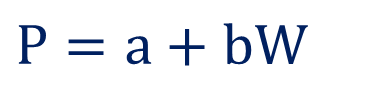 P = a + bW